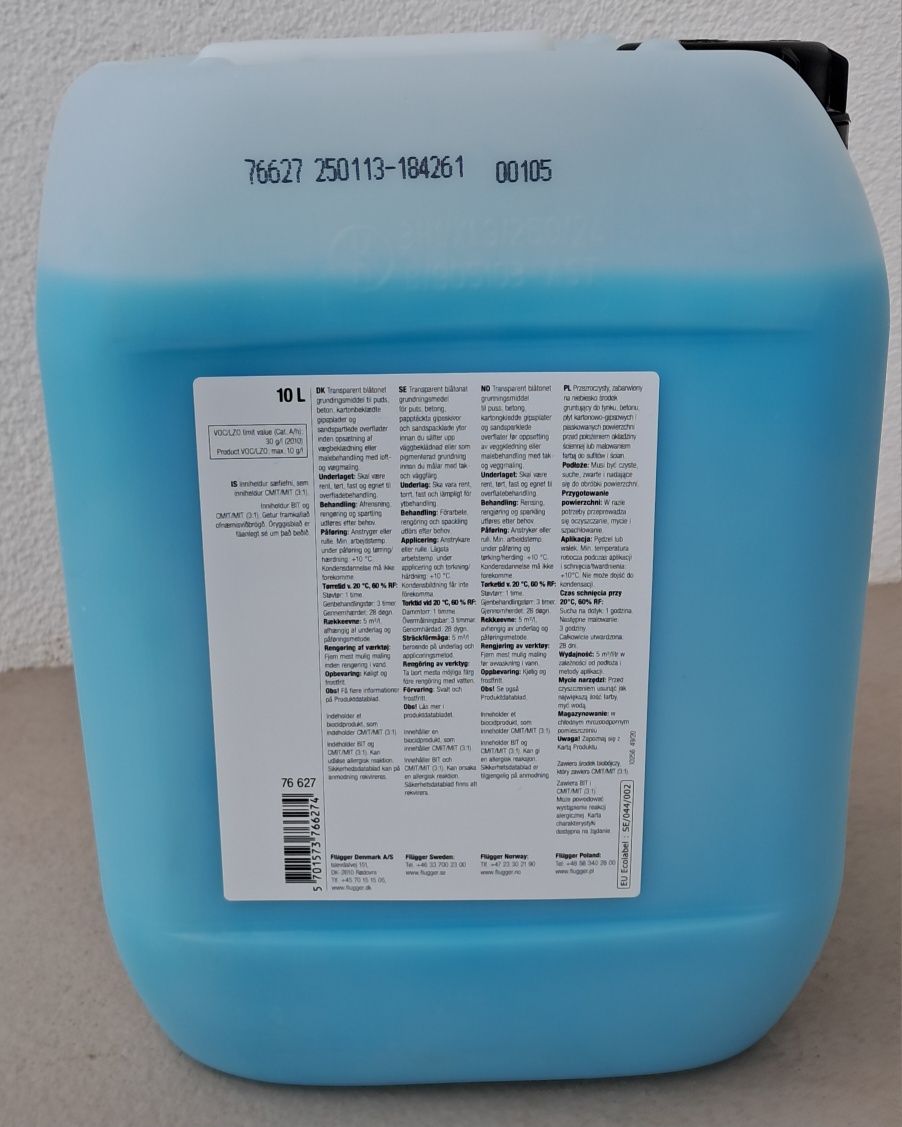 76627 250113-184261 00105
10 L
VOC/LZO limit value (Cat. A/h):
30 g/l (2010)
Product VOC/LZO: max. 10 g/l
IS Inniheldur sæfiefni, sem
inniheldur CMIT/MIT (3:1).
Inniheldur BIT og
CMIT/MIT (3:1). Getur framkallað
ofnæmisviðbrögð. Öryggisblað er
fáanlegt sé um það beðið.
76 627
5 701573 766274
DK Transparent blåtonet
grundingsmiddel til puds,
beton, kartonbeklædte
gipsplader og
sandspartlede overflader
inden opsætning af
vægbeklædning eller
malebehandling med loft-
og vægmaling.
Underlaget: Skal være
rent, tørt, fast og egnet til
overfladebehandling.
Behandling: Afrensning,
rengøring og spartling
udføres efter behov.
Påføring: Anstryger eller
rulle. Min. arbejdstemp.
under påføring og tørring/
hærdning: +10 °C.
Kondensdannelse må ikke
forekomme.
Tørretid v. 20 °C, 60 % RF:
Støvtør: 1 time.
Genbehandlingstør: 3 timer.
Gennemhærdet: 28 døgn.
Rækkeevne: 5 m²/l,
afhængig af underlag og
påføringsmetode.
Rengøring af værktøj:
Fjern mest mulig maling
inden rengøring i vand.
Opbevaring: Køligt og
frostfrit.
Obs! Få flere informationer
på Produktdatablad.
Indeholder et
biocidprodukt, som
indeholder CMIT/MIT (3:1).
Indeholder BIT og
CMIT/MIT (3:1). Kan
udløse allergisk reaktion.
Sikkerhedsdatablad kan på
anmodning rekvireres.
Flügger Denmark A/S
Islevdalvej 151,
DK-2610 Rødovre
Tlf. +45 70 15 15 05,
www.flugger.dk
SE Transparent blåtonat
grundningsmedel
för puts, betong,
papptäckta gipsskivor
och sandspacklade ytor
innan du sätter upp
väggbeklädnad eller som
pigmenterad grundning
innan du målar med tak
och väggfärg.
Underlag: Ska vara rent,
torrt, fast och lämpligt för
ytbehandling.
Behandling: Förarbete,
rengöring och spackling
utförs efter behov.
Applicering: Anstrykare
eller rulle. Lägsta
arbetstemp. under
applicering och torkning/
härdning: +10 °C.
Kondensbildning får inte
förekomma.
Torktid vid 20 °C, 60 % RF:
Dammtorr: 1 timme.
Övermålningsbar: 3 timmar.
Genomhärdad: 28 dygn.
Sträckförmåga: 5 m²/l
beroende på underlag och
appliceringsmetod.
Rengöring av verktyg:
Ta bort mesta möjliga färg
före rengöring med vatten.
Förvaring: Svalt och
frostfritt.
Obs! Läs mer i
produktdatabladet.
Innehåller en
biocidprodukt, som
innehåller CMIT/MIT (3:1).
Innehåller BIT och
CMIT/MIT (3:1). Kan orsaka
en allergisk reaktion.
Säkerhetsdatablad finns att
rekvirera.
Flügger Sweden:
Tel. +46 33 700 23 00
www.flugger.se
NO Transparent blåtonet
grunningsmiddel
til puss, betong,
kartongkledde gipsplater
og sandsparklede
overflater før oppsetting
av veggkledning eller
malebehandling med tak-
og veggmaling.
Underlaget: Skal være
rent, tørt, fast og egnet til
overflatebehandling.
Behandling: Rensing,
rengjøring og sparkling
utføres etter behov.
Påføring: Anstryker eller
rull. Min. arbeidstemp.
under påføring og
tørking/herding: +10 °C.
Kondensdannelse må ikke
forekomme.
Tørketid v. 20 °C, 60 % RF:
Støvtørr: 1 time.
Gjenbehandlingstørr: 3 timer.
Gjennomherdet: 28 døgn.
Rekkeevne: 5 m²/l,
avhengig av underlag og
påføringsmetode.
Rengjøring av verktøy:
Fjern mest mulig maling
før avvaskning i vann.
Oppbevaring: Kjølig og
frostfritt.
Obs! Se også
Produktdatablad.
Inneholder et
biocidprodukt, som
inneholder CMIT/MIT (3:1).
Inneholder BIT og
CMIT/MIT (3:1). Kan gi
en allergisk reaksjon.
Sikkerhetsdatablad er
tilgjengelig på anmodning.
Flügger Norway:
Tlf. +47 23 30 21 90
www.flugger.no
PL Przezroczysty, zabarwiony
na niebiesko środek
gruntujący do tynku, betonu,
płyt kartonowo-gipsowych i
piaskowanych powierzchni
przed położeniem okładziny
ściennej lub malowaniem
farbą do sufitów i ścian.
Podłoże: Musi być czyste,
suche, zwarte i nadające
się do obróbki powierzchni.
Przygotowanie
powierzchni: W razie
potrzeby przeprowadza
się oczyszczanie, mycie i
szpachlowanie.
Aplikacja: Pędzel lub
wałek. Min. temperatura
robocza podczas aplikacji
i schnięcia/twardnienia:
+10°C. Nie może dojść do
kondensacji.
Czas schnięcia przy
20°C, 60% RF:
Sucha na dotyk: 1 godzina.
Następne malowanie:
3 godziny
Całkowicie utwardzona:
28 dni.
Wydajność: 5 m²/litr w
zależności od podłoża i
metody aplikacji.
Mycie narzędzi: Przed
czyszczeniem usunąć jak
największą ilość farby,
myć wodą.
Magazynowanie: w
chłodnym mrozoodpornym
pomieszczeniu
Uwaga! Zapoznaj się z
Kartą Produktu.
Zawiera środek biobójczy,
który zawiera CMIT/MIT (3:1).
Zawiera BIT i
CMIT/MIT (3:1).
Może powodować
wystąpienie reakcji
alergicznej. Karta
charakterystyki
dostępna na żądanie.
Flügger Poland:
Tel. +48 58 340 28 00
www.flugger.pl
10256 49/20
EU Ecolabel : SE/044/002